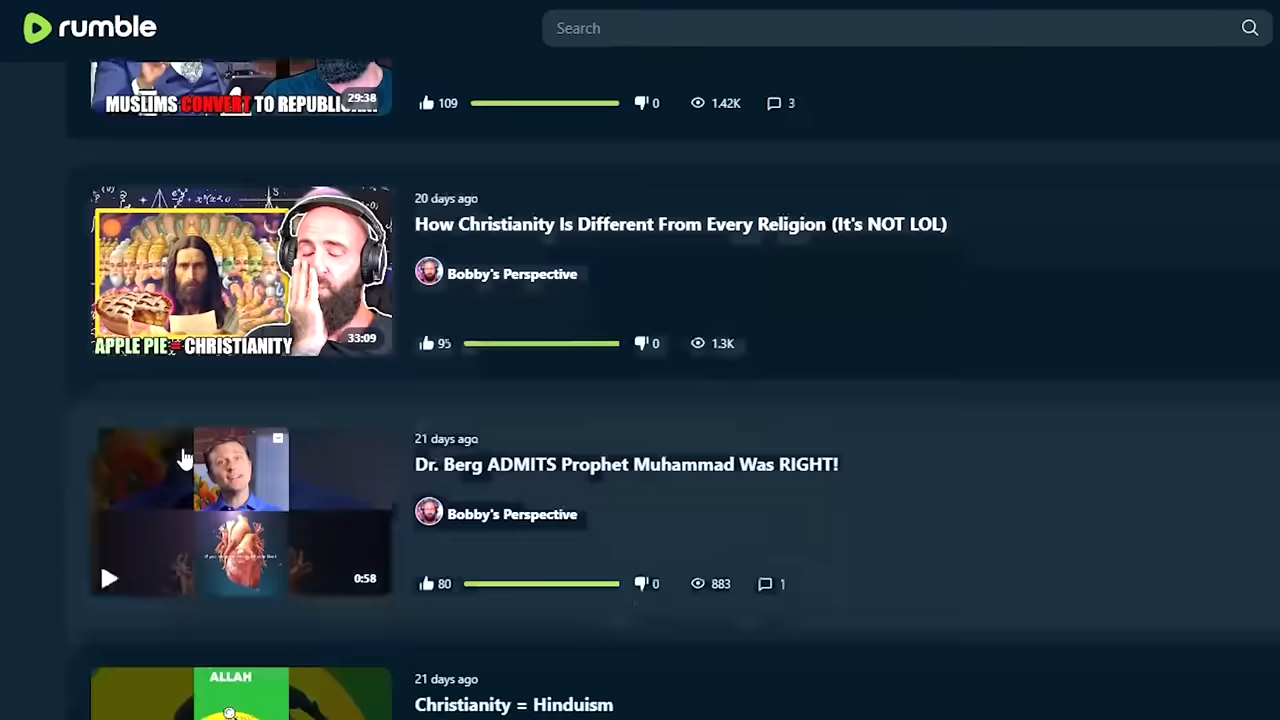 rumble
Search
MUSLIMS CONVERT TO
29:38
109
0
1.42K
3
20 days ago
How Christianity Is Different From Every Religion (It's NOT LOL)
Bobby's Perspective
APPLE PIE = CHRISTIANITY
33:09
95
0
1.3K
21 days ago
Dr. Berg ADMITS Prophet Muhammad Was RIGHT!
Bobby's Perspective
0:58
80
0
883
1
21 days ago
ALLAH
Christianity = Hinduism